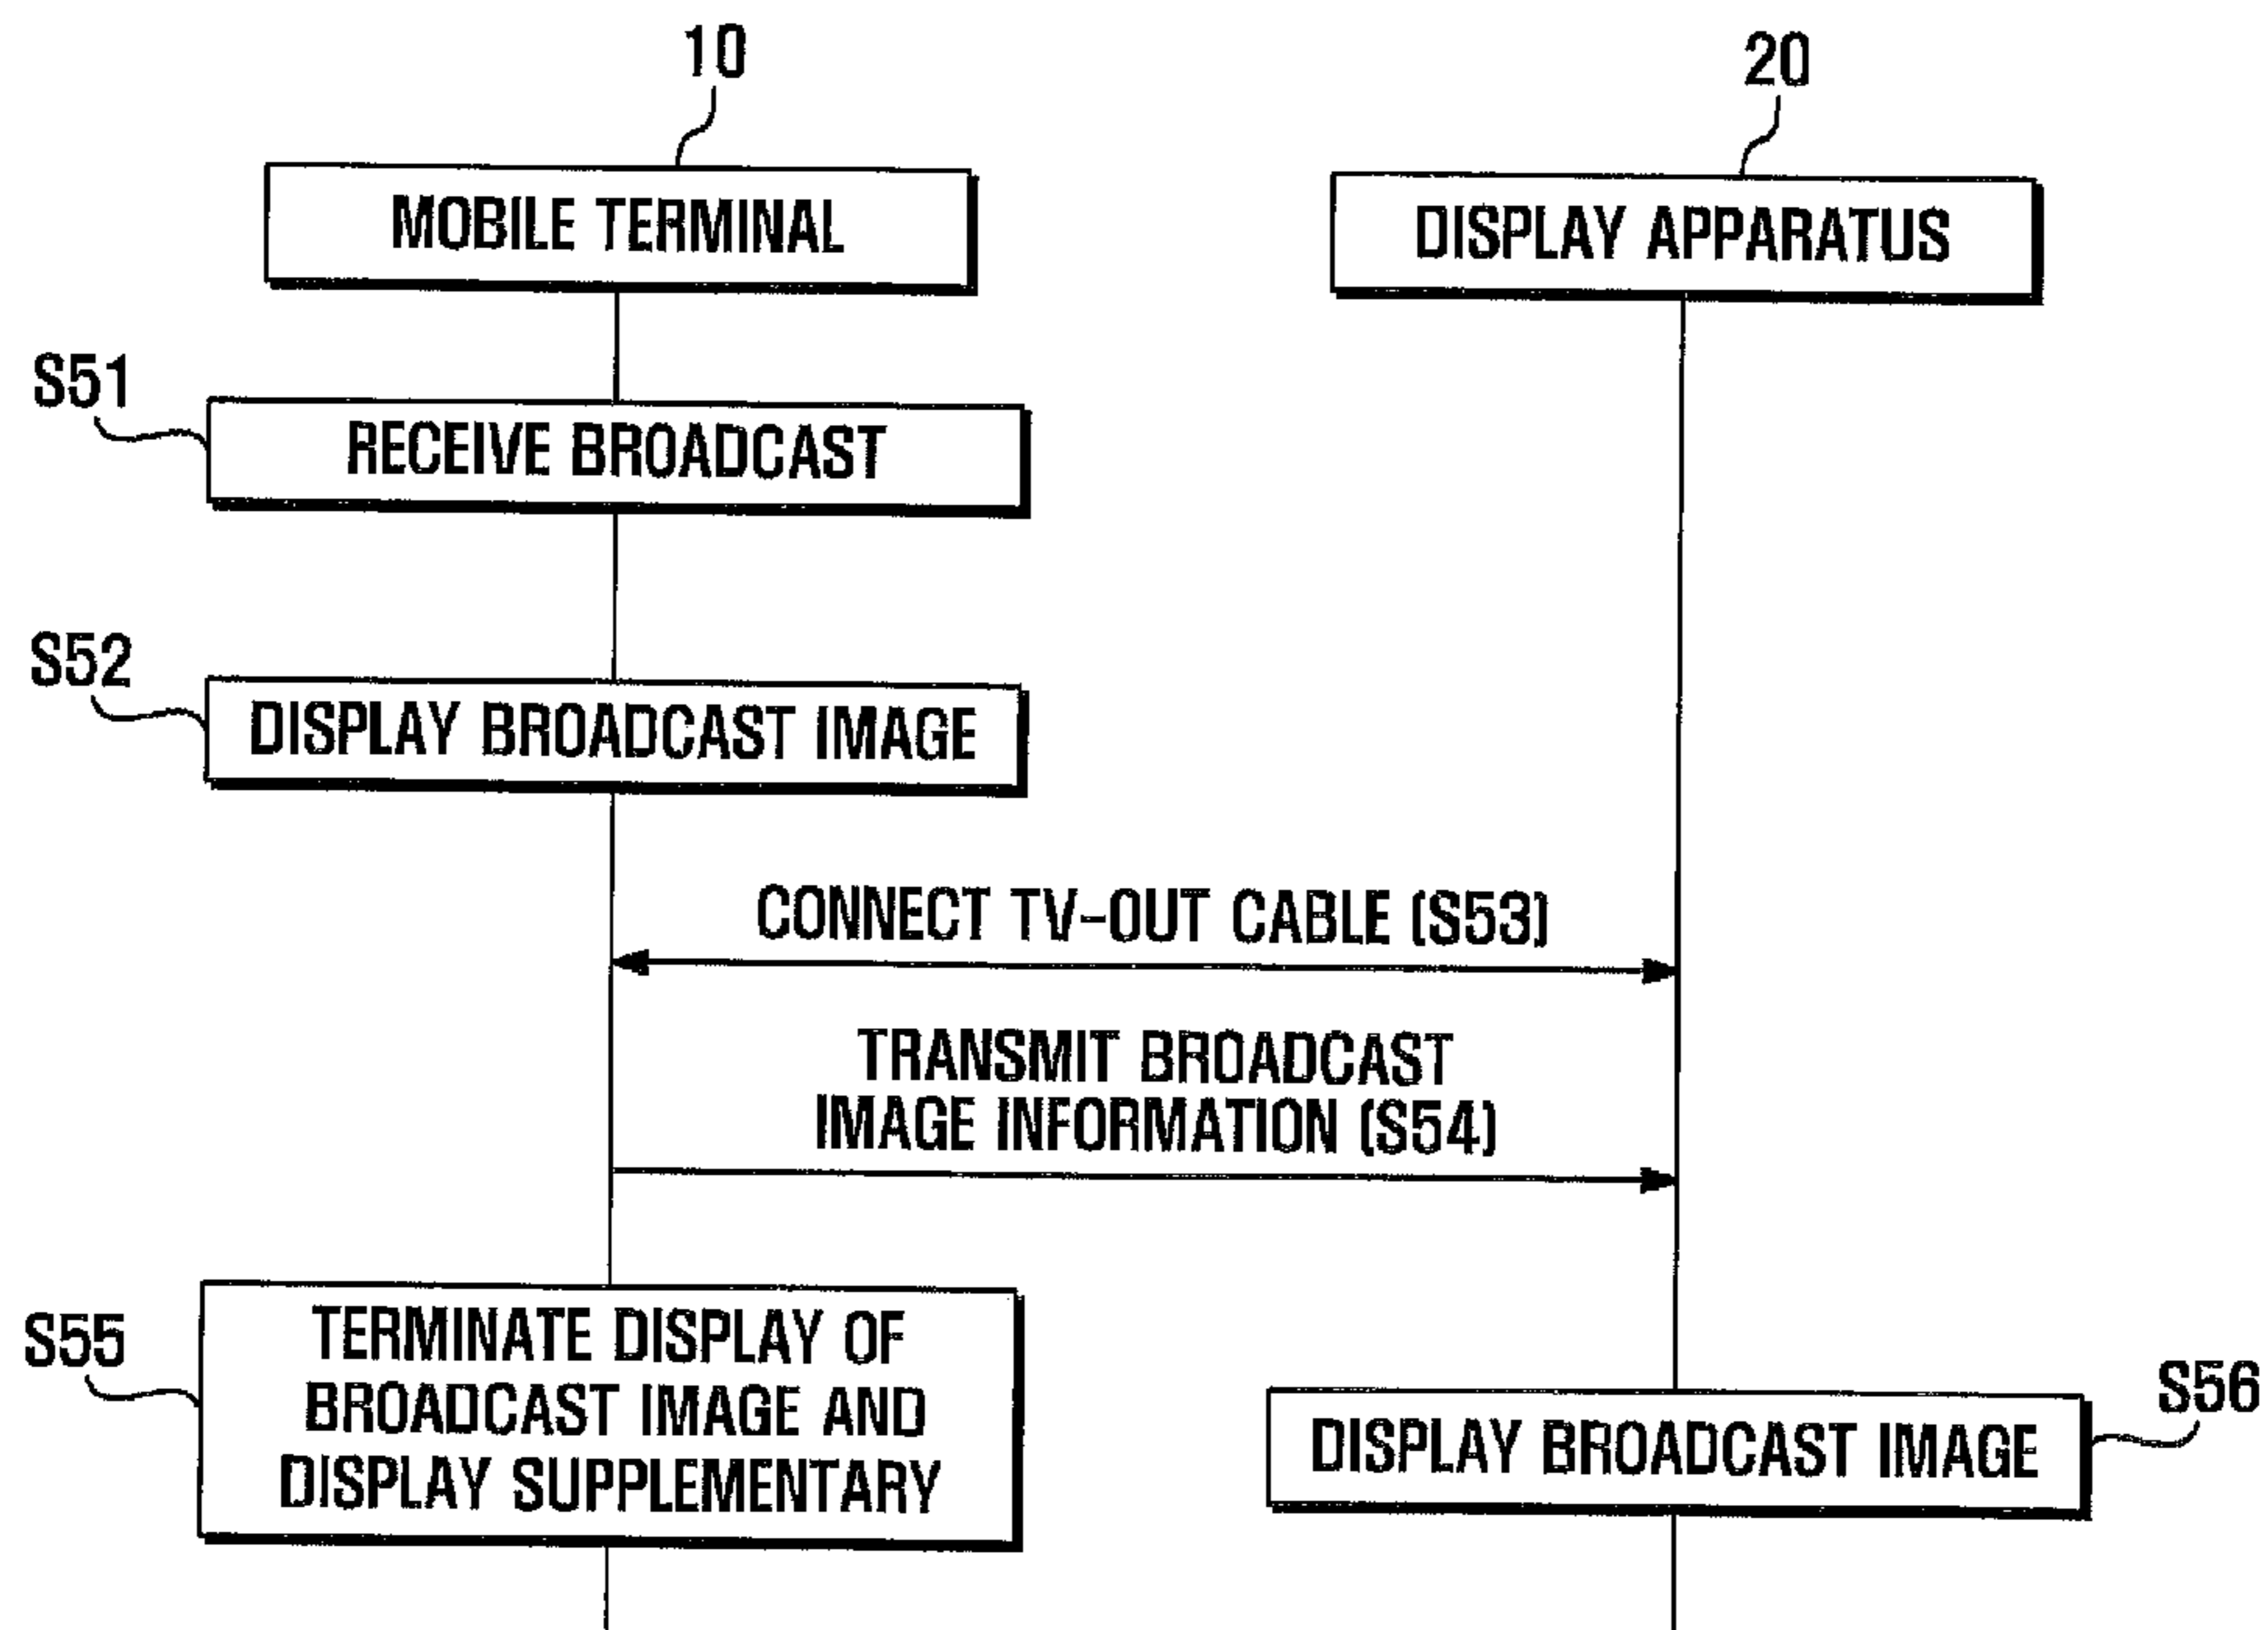 10
20
MOBILE TERMINAL
DISPLAY APPARATUS
S51
RECEIVE BROADCAST
S52
DISPLAY BROADCAST IMAGE
CONNECT TV-OUT CABLE (S53)
TRANSMIT BROADCAST
IMAGE INFORMATION (S54)
S55
TERMINATE DISPLAY OF
BROADCAST IMAGE AND
DISPLAY SUPPLEMENTARY
S56
DISPLAY BROADCAST IMAGE